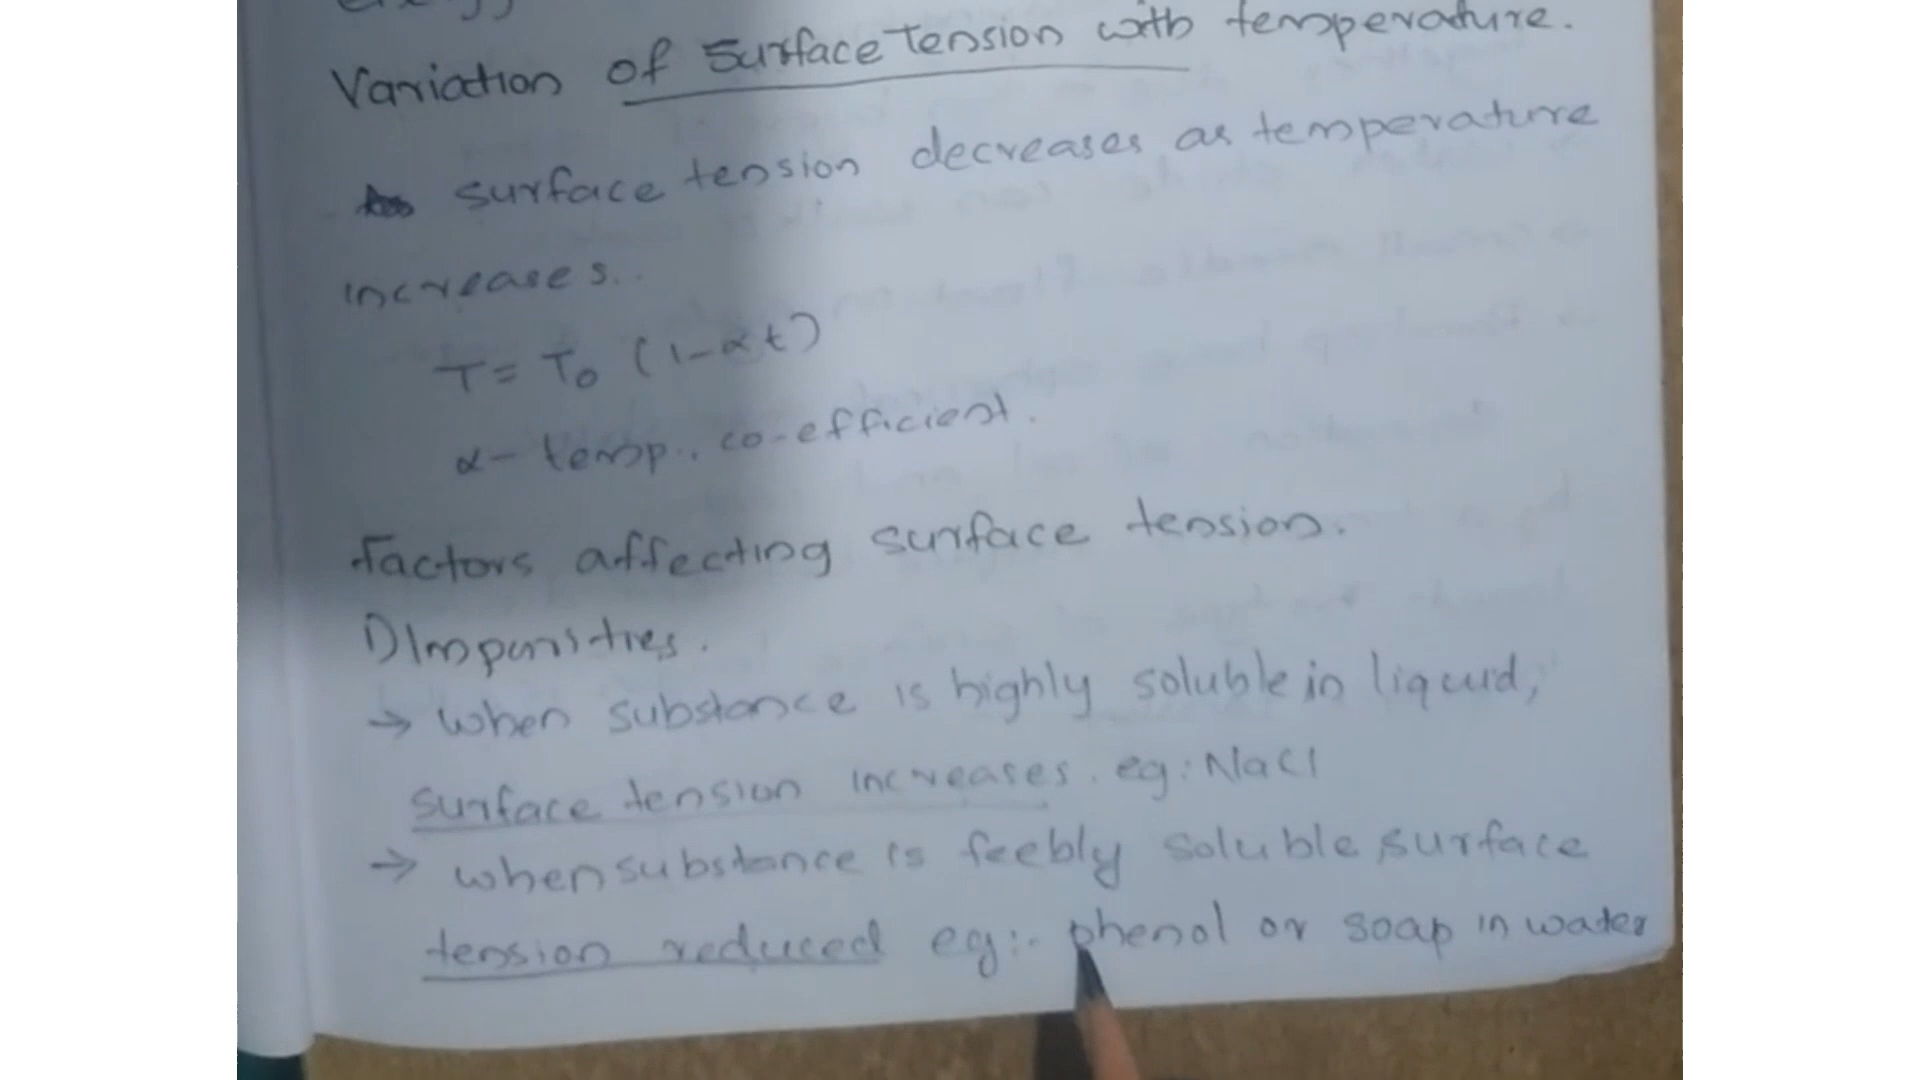 Variation of Surface Tension with temperature.
surface tension decreases as temperature
increases..
T = T₀ (1-αt)
α- temp., co-efficient.
Factors affecting surface tension.
1) Impurities.
→ when substance is highly soluble in liquid,
surface tension increases. eg: NaCl
→ when substance is feebly soluble, surface
tension reduced eg:- phenol or soap in water